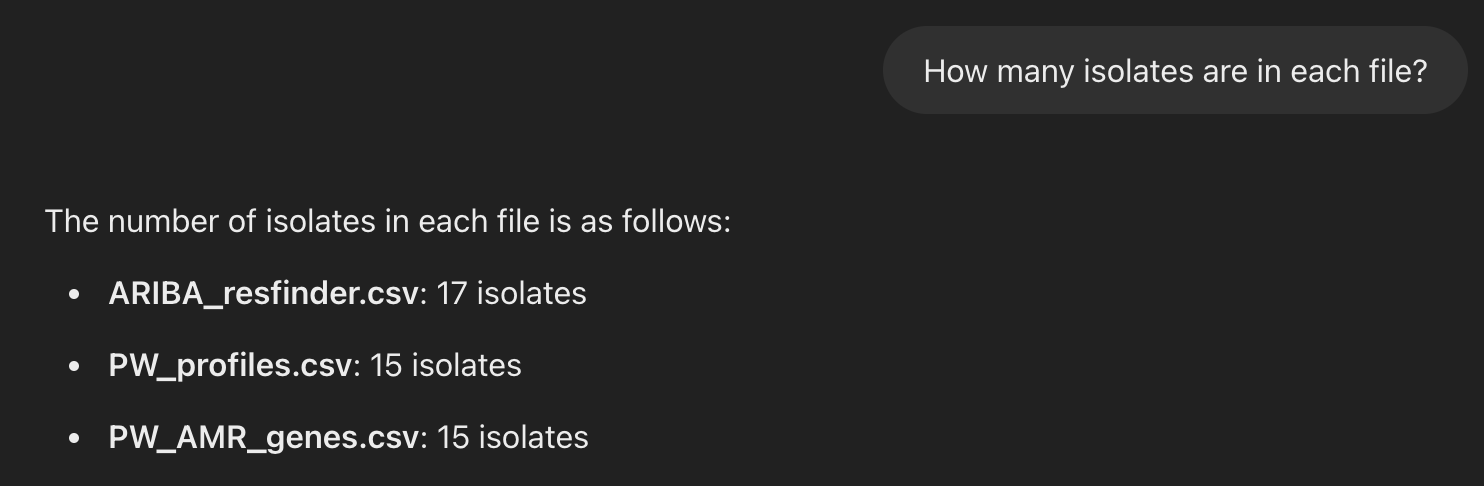 How many isolates are in each file?
The number of isolates in each file is as follows:
• ARIBA_resfinder.csv: 17 isolates
• PW_profiles.csv: 15 isolates
• PW_AMR_genes.csv: 15 isolates